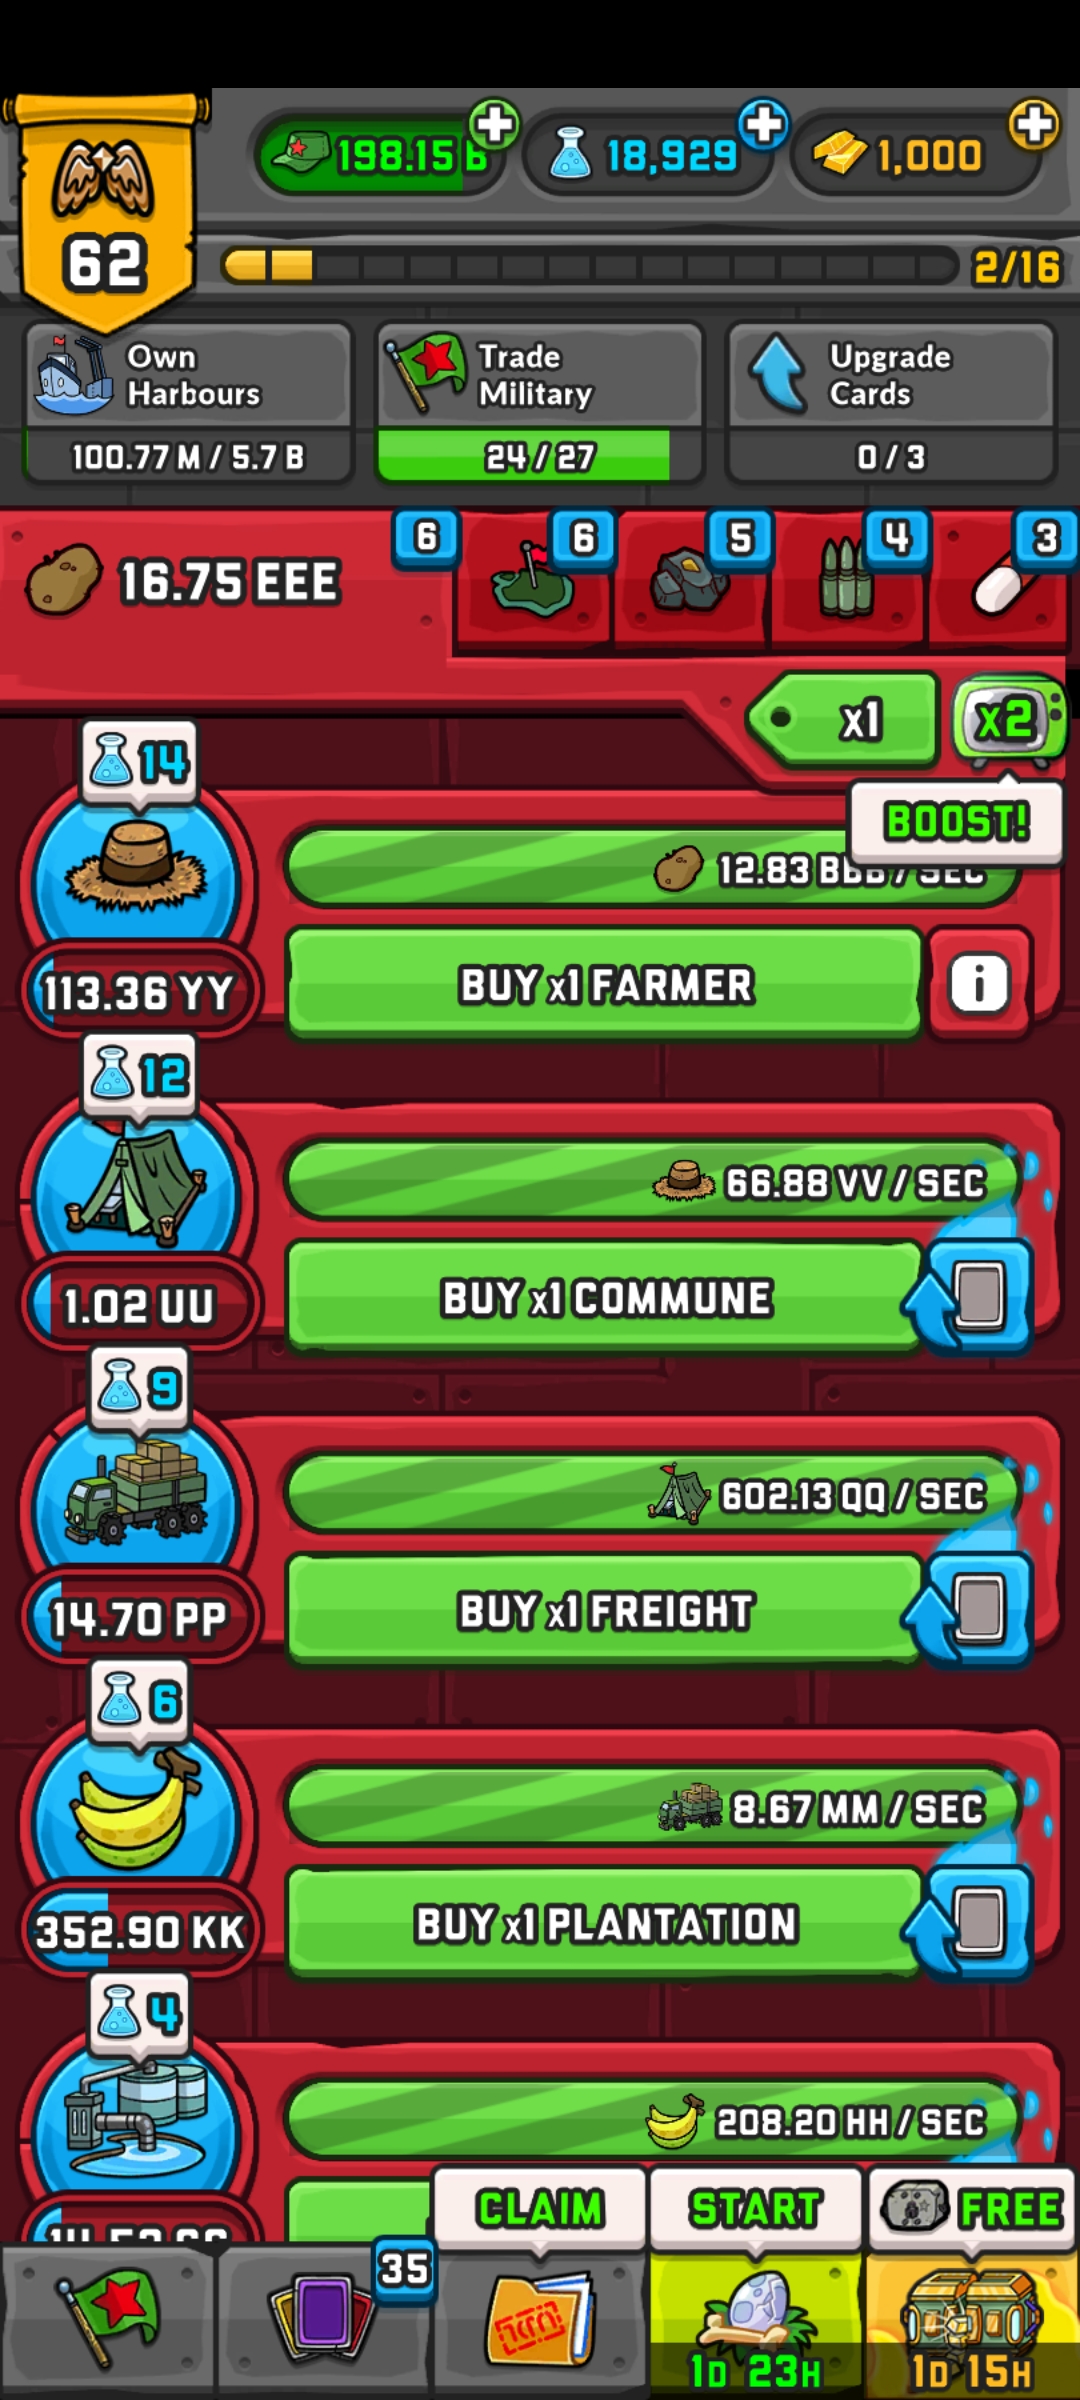 198.15 B
18,929
1,000
62
2/16
Own
Harbours
100.77 M / 5.7 B
Trade
Military
24 / 27
Upgrade
Cards
0 / 3
16.75 EEE
6
6
5
4
3
x1
x2
BOOST!
14
12.83 BBB / SEC
113.36 YY
BUY x1 FARMER
i
12
66.88 VV / SEC
1.02 UU
BUY x1 COMMUNE
9
602.13 QQ / SEC
14.70 PP
BUY x1 FREIGHT
6
8.67 MM / SEC
352.90 KK
BUY x1 PLANTATION
4
208.20 HH / SEC
CLAIM
START
FREE
35
1D 23H
1D 15H